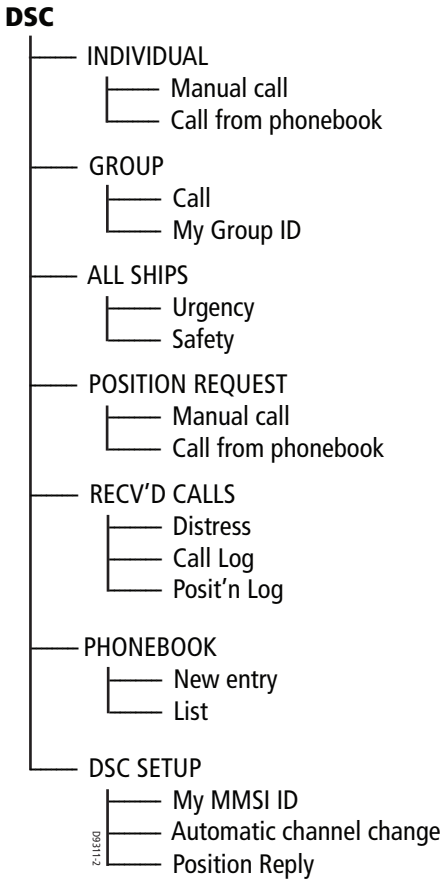 DSC
INDIVIDUAL
Manual call
Call from phonebook
GROUP
Call
My Group ID
ALL SHIPS
Urgency
Safety
POSITION REQUEST
Manual call
Call from phonebook
RECV'D CALLS
Distress
Call Log
Posit'n Log
PHONEBOOK
New entry
List
DSC SETUP
My MMSI ID
Automatic channel change
Position Reply
D9311-2